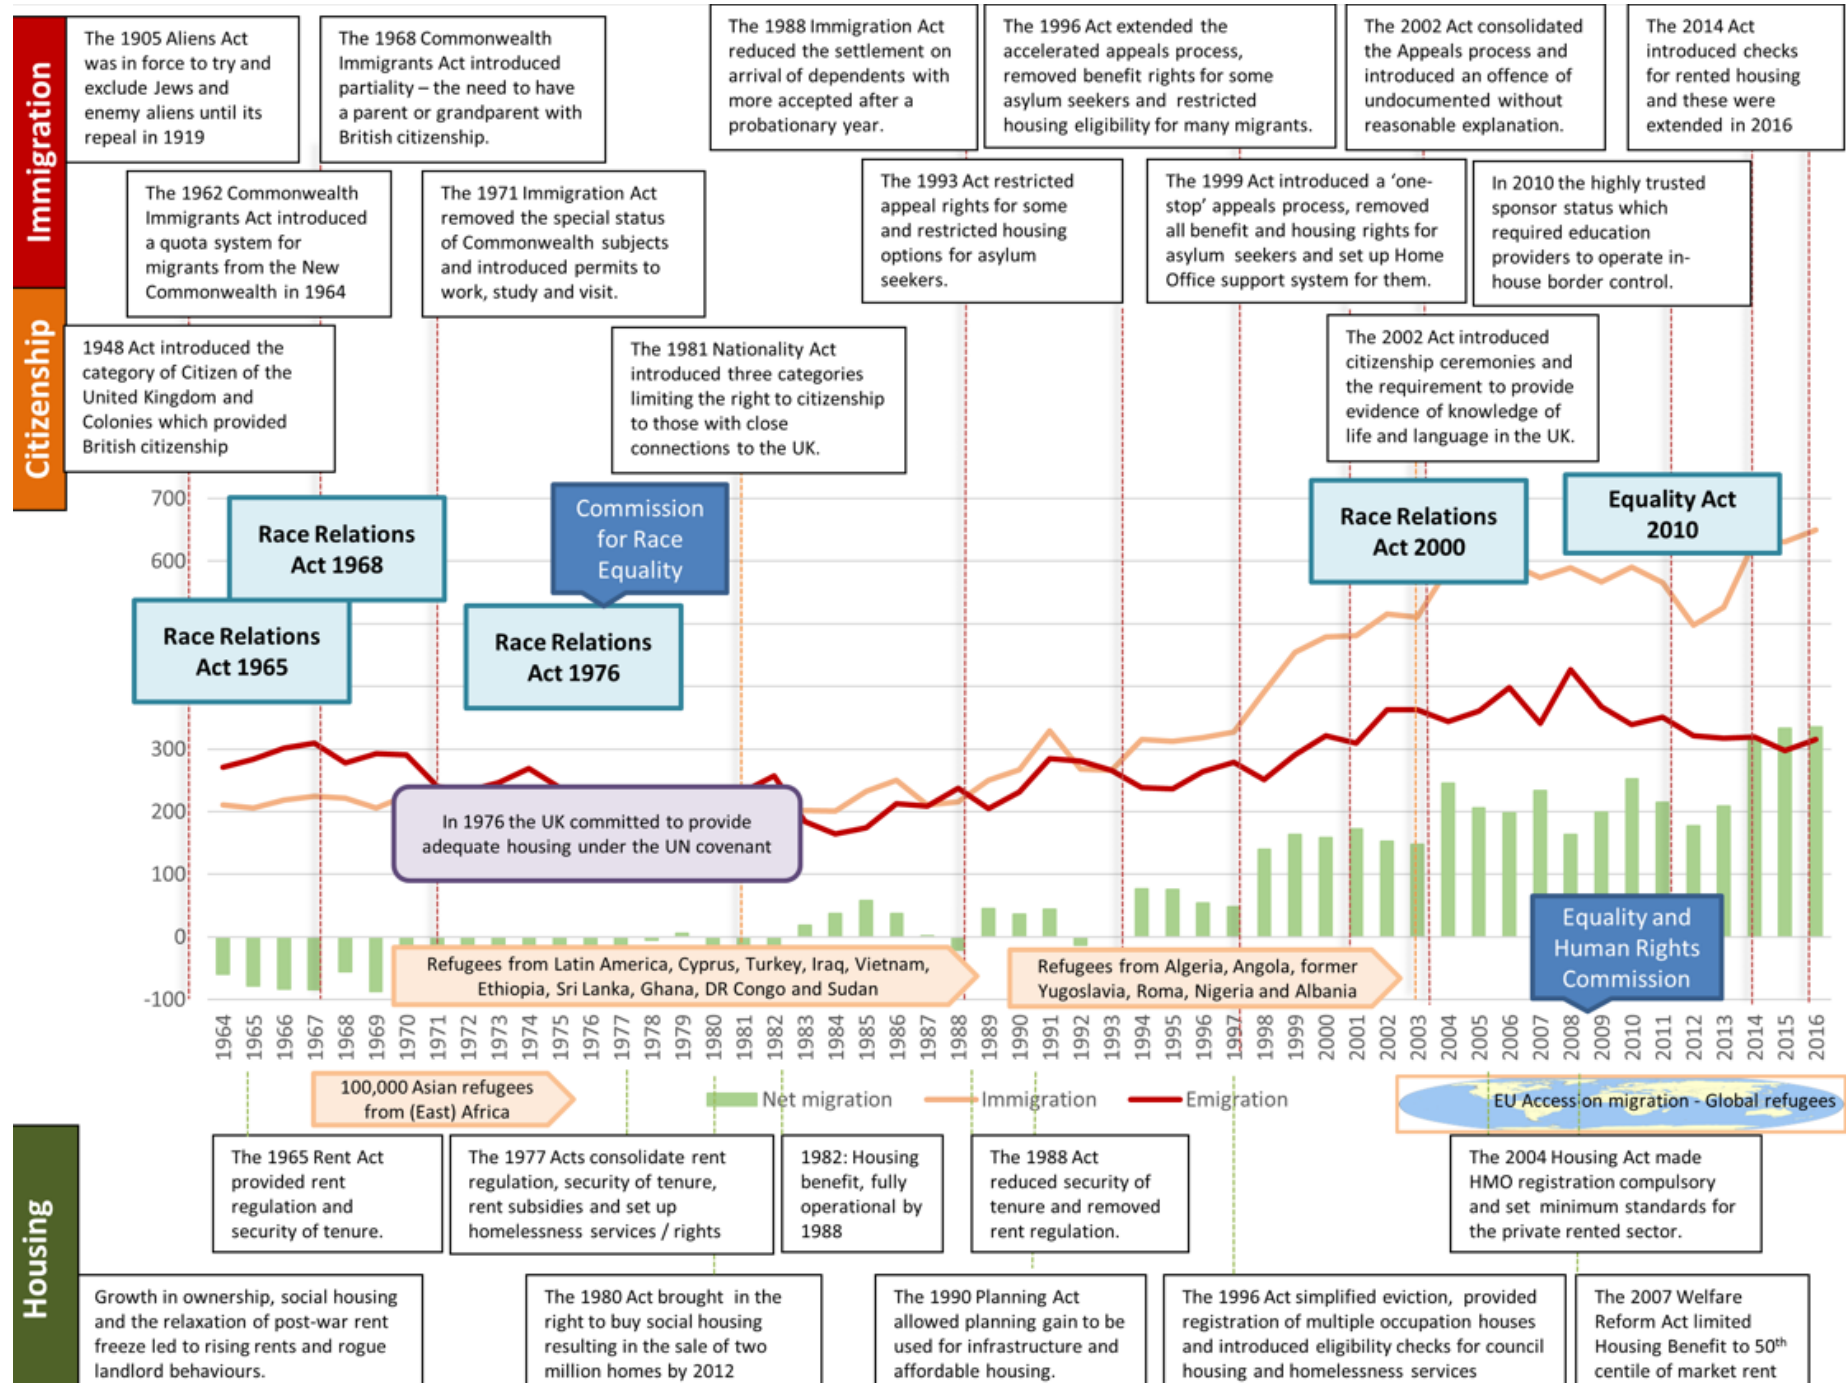 Immigration
The 1905 Aliens Act
was in force to try and
exclude Jews and
enemy aliens until its
repeal in 1919
The 1968 Commonwealth
Immigrants Act introduced
partiality – the need to have
a parent or grandparent with
British citizenship.
The 1988 Immigration Act
reduced the settlement on
arrival of dependents with
more accepted after a
probationary year.
The 1996 Act extended the
accelerated appeals process,
removed benefit rights for some
asylum seekers and restricted
housing eligibility for many migrants.
The 2002 Act consolidated
the Appeals process and
introduced an offence of
undocumented without
reasonable explanation.
The 2014 Act
introduced checks
for rented housing
and these were
extended in 2016
The 1962 Commonwealth
Immigrants Act introduced
a quota system for
migrants from the New
Commonwealth in 1964
The 1971 Immigration Act
removed the special status
of Commonwealth subjects
and introduced permits to
work, study and visit.
The 1993 Act restricted
appeal rights for some
and restricted housing
options for asylum
seekers.
The 1999 Act introduced a ‘one-
stop’ appeals process, removed
all benefit and housing rights for
asylum seekers and set up Home
Office support system for them.
In 2010 the highly trusted
sponsor status which
required education
providers to operate in-
house border control.
Citizenship
1948 Act introduced the
category of Citizen of the
United Kingdom and
Colonies which provided
British citizenship
The 1981 Nationality Act
introduced three categories
limiting the right to citizenship
to those with close
connections to the UK.
The 2002 Act introduced
citizenship ceremonies and
the requirement to provide
evidence of knowledge of
life and language in the UK.
700
600
300
200
100
0
-100
Race Relations
Act 1968
Commission
for Race
Equality
Race Relations
Act 2000
Equality Act
2010
Race Relations
Act 1965
Race Relations
Act 1976
In 1976 the UK committed to provide
adequate housing under the UN covenant
Equality and
Human Rights
Commission
Refugees from Latin America, Cyprus, Turkey, Iraq, Vietnam,
Ethiopia, Sri Lanka, Ghana, DR Congo and Sudan
Refugees from Algeria, Angola, former
Yugoslavia, Roma, Nigeria and Albania
1964
1965
1966
1967
1968
1969
1970
1971
1972
1973
1974
1975
1976
1977
1978
1979
1980
1981
1982
1983
1984
1985
1986
1987
1988
1989
1990
1991
1992
1993
1994
1995
1996
1997
1998
1999
2000
2001
2002
2003
2004
2005
2006
2007
2008
2009
2010
2011
2012
2013
2014
2015
2016
100,000 Asian refugees
from (East) Africa
Net migration
Immigration
Emigration
EU Accession migration - Global refugees
Housing
The 1965 Rent Act
provided rent
regulation and
security of tenure.
The 1977 Acts consolidate rent
regulation, security of tenure,
rent subsidies and set up
homelessness services / rights
1982: Housing
benefit, fully
operational by
1988
The 1988 Act
reduced security of
tenure and removed
rent regulation.
The 2004 Housing Act made
HMO registration compulsory
and set minimum standards for
the private rented sector.
Growth in ownership, social housing
and the relaxation of post-war rent
freeze led to rising rents and rogue
landlord behaviours.
The 1980 Act brought in the
right to buy social housing
resulting in the sale of two
million homes by 2012
The 1990 Planning Act
allowed planning gain to be
used for infrastructure and
affordable housing.
The 1996 Act simplified eviction, provided
registration of multiple occupation houses
and introduced eligibility checks for council
housing and homelessness services
The 2007 Welfare
Reform Act limited
Housing Benefit to 50th
centile of market rent